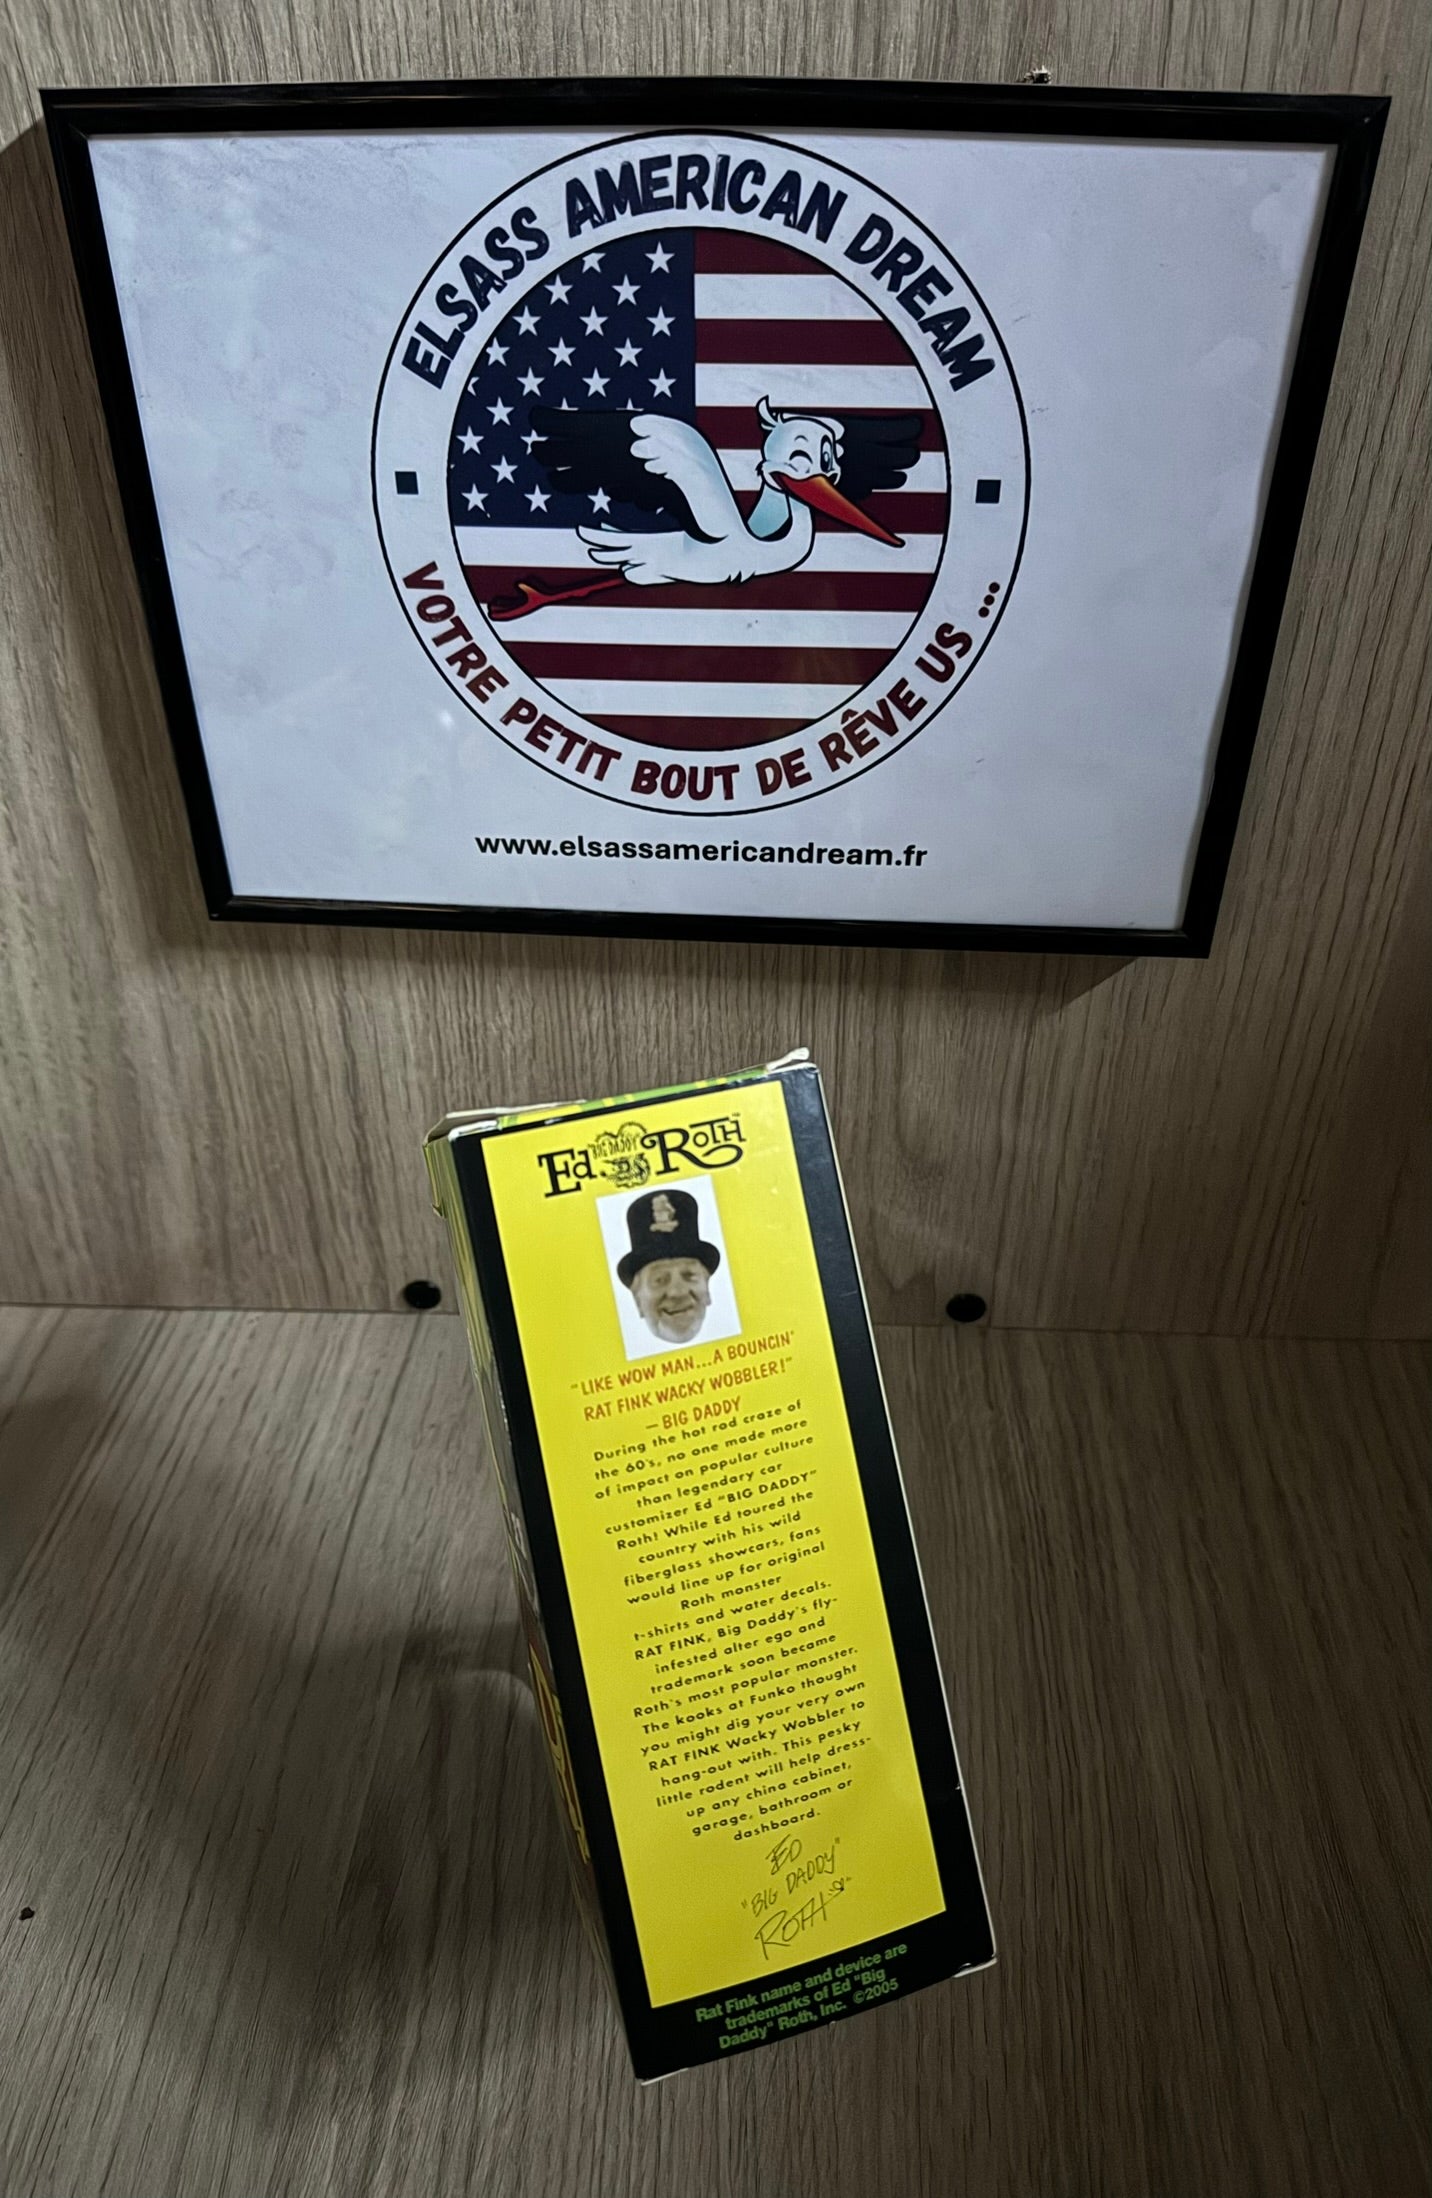 ELSASS AMERICAN DREAM
VOTRE PETIT BOUT DE RÊVE US ...
www.elsassamericandream.fr
Ed "BIG DADDY" ROTH™
"LIKE WOW MAN...A BOUNCIN'
RAT FINK WACKY WOBBLER!"
— BIG DADDY
During the hot rod craze of
the 60's, no one made more
of impact on popular culture
than legendary car
customizer Ed "BIG DADDY"
Roth! While Ed toured the
country with his wild
fiberglass showcars, fans
would line up for original
Roth monster
t-shirts and water decals.
RAT FINK, Big Daddy's fly-
infested alter ego and
trademark soon became
Roth's most popular monster.
The kooks at Funko thought
you might dig your very own
RAT FINK Wacky Wobbler to
hang-out with. This pesky
little rodent will help dress-
up any china cabinet,
garage, bathroom or
dashboard.
ED
"BIG DADDY"
ROTH
Rat Fink name and device are
trademarks of Ed "Big
Daddy" Roth, Inc. ©2005